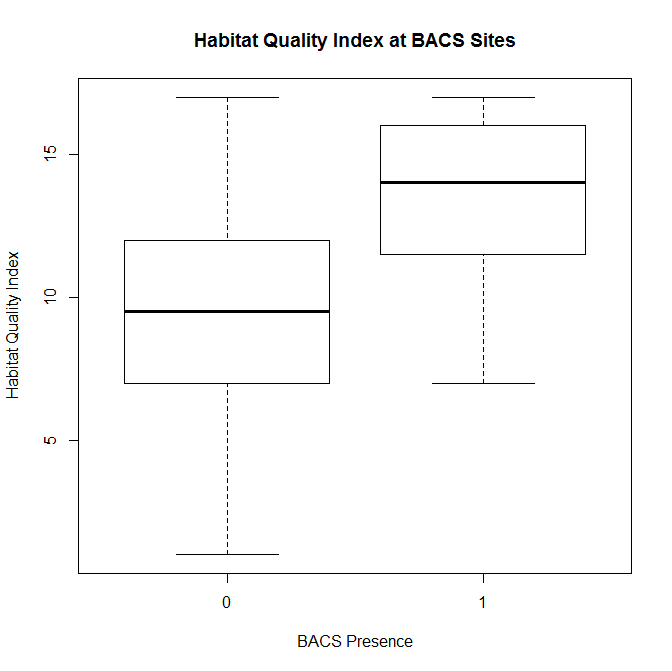 Habitat Quality Index at BACS Sites
Habitat Quality Index
15
10
5
0 1
BACS Presence